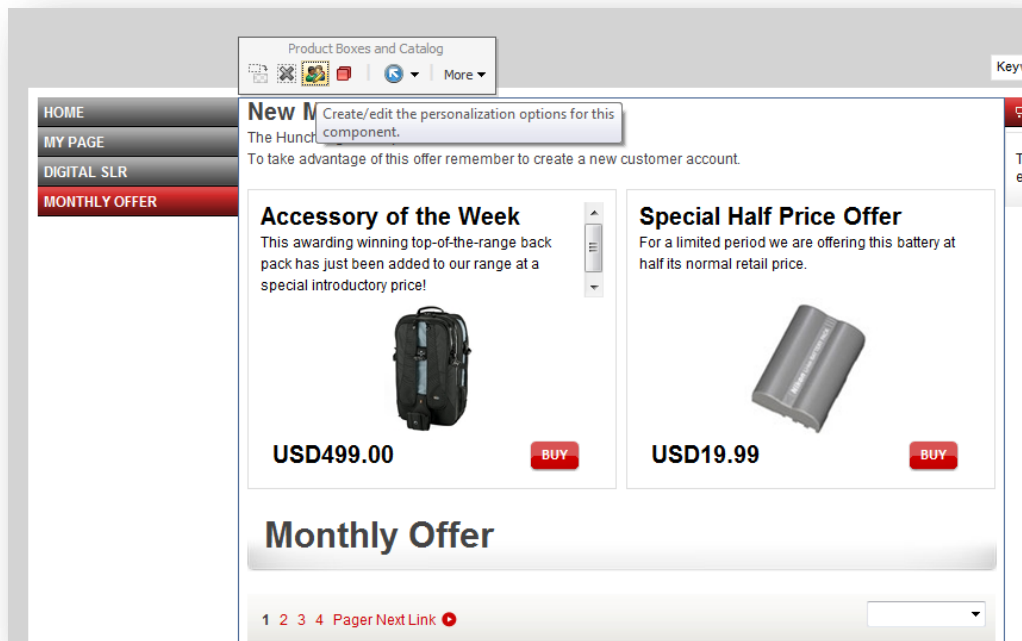 Product Boxes and Catalog
More
HOME
MY PAGE
DIGITAL SLR
MONTHLY OFFER
New M
Create/edit the personalization options for this
component.
The Hunch
To take advantage of this offer remember to create a new customer account.
Accessory of the Week
This awarding winning top-of-the-range back
pack has just been added to our range at a
special introductory price!
USD499.00
BUY
Special Half Price Offer
For a limited period we are offering this battery at
half its normal retail price.
Nikon
USD19.99
BUY
Monthly Offer
1 2 3 4 Pager Next Link